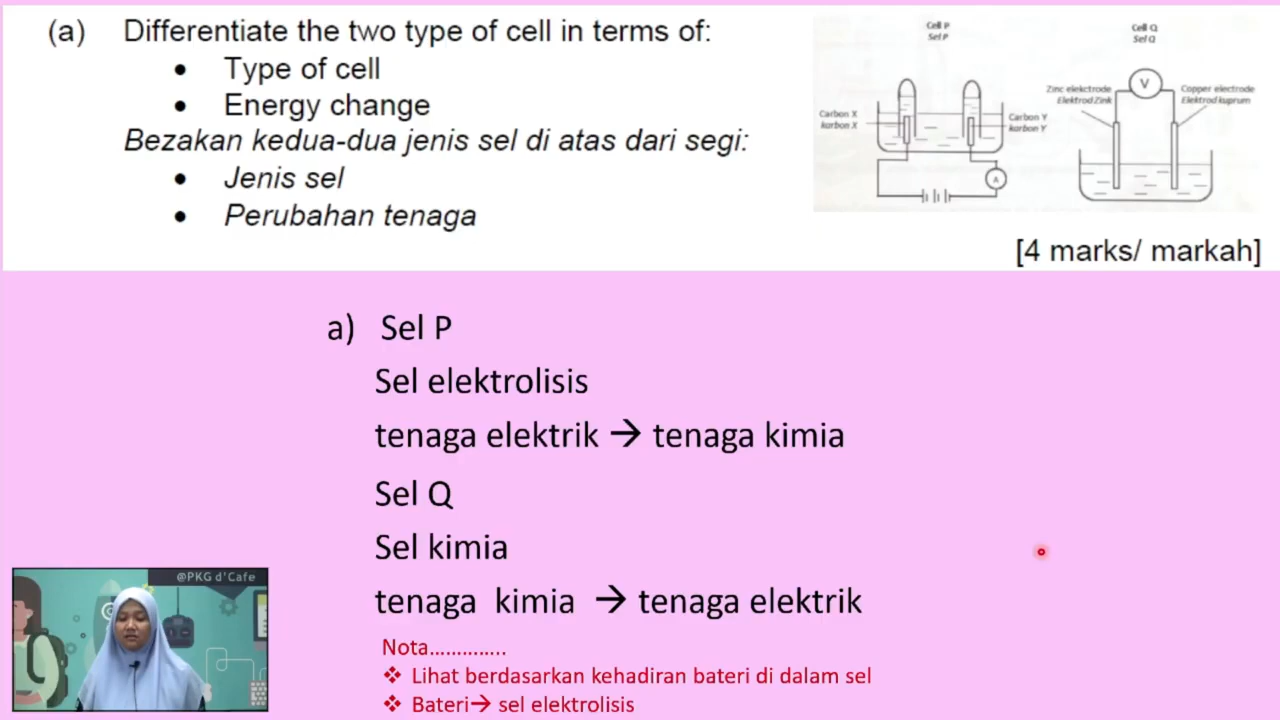 (a) Differentiate the two type of cell in terms of:
• Type of cell
• Energy change
Bezakan kedua-dua jenis sel di atas dari segi:
• Jenis sel
• Perubahan tenaga
Cell P
Sel P
Cell Q
Sel Q
Carbon X
karbon X
Carbon Y
karbon Y
A
Zinc elekctrode
Elektrod Zink
V
Copper electrode
Elektrod kuprum
[4 marks/ markah]
a) Sel P
Sel elektrolisis
tenaga elektrik → tenaga kimia
Sel Q
Sel kimia
tenaga kimia → tenaga elektrik
Nota.............
❖ Lihat berdasarkan kehadiran bateri di dalam sel
❖ Bateri→ sel elektrolisis
@PKG d'Cafe